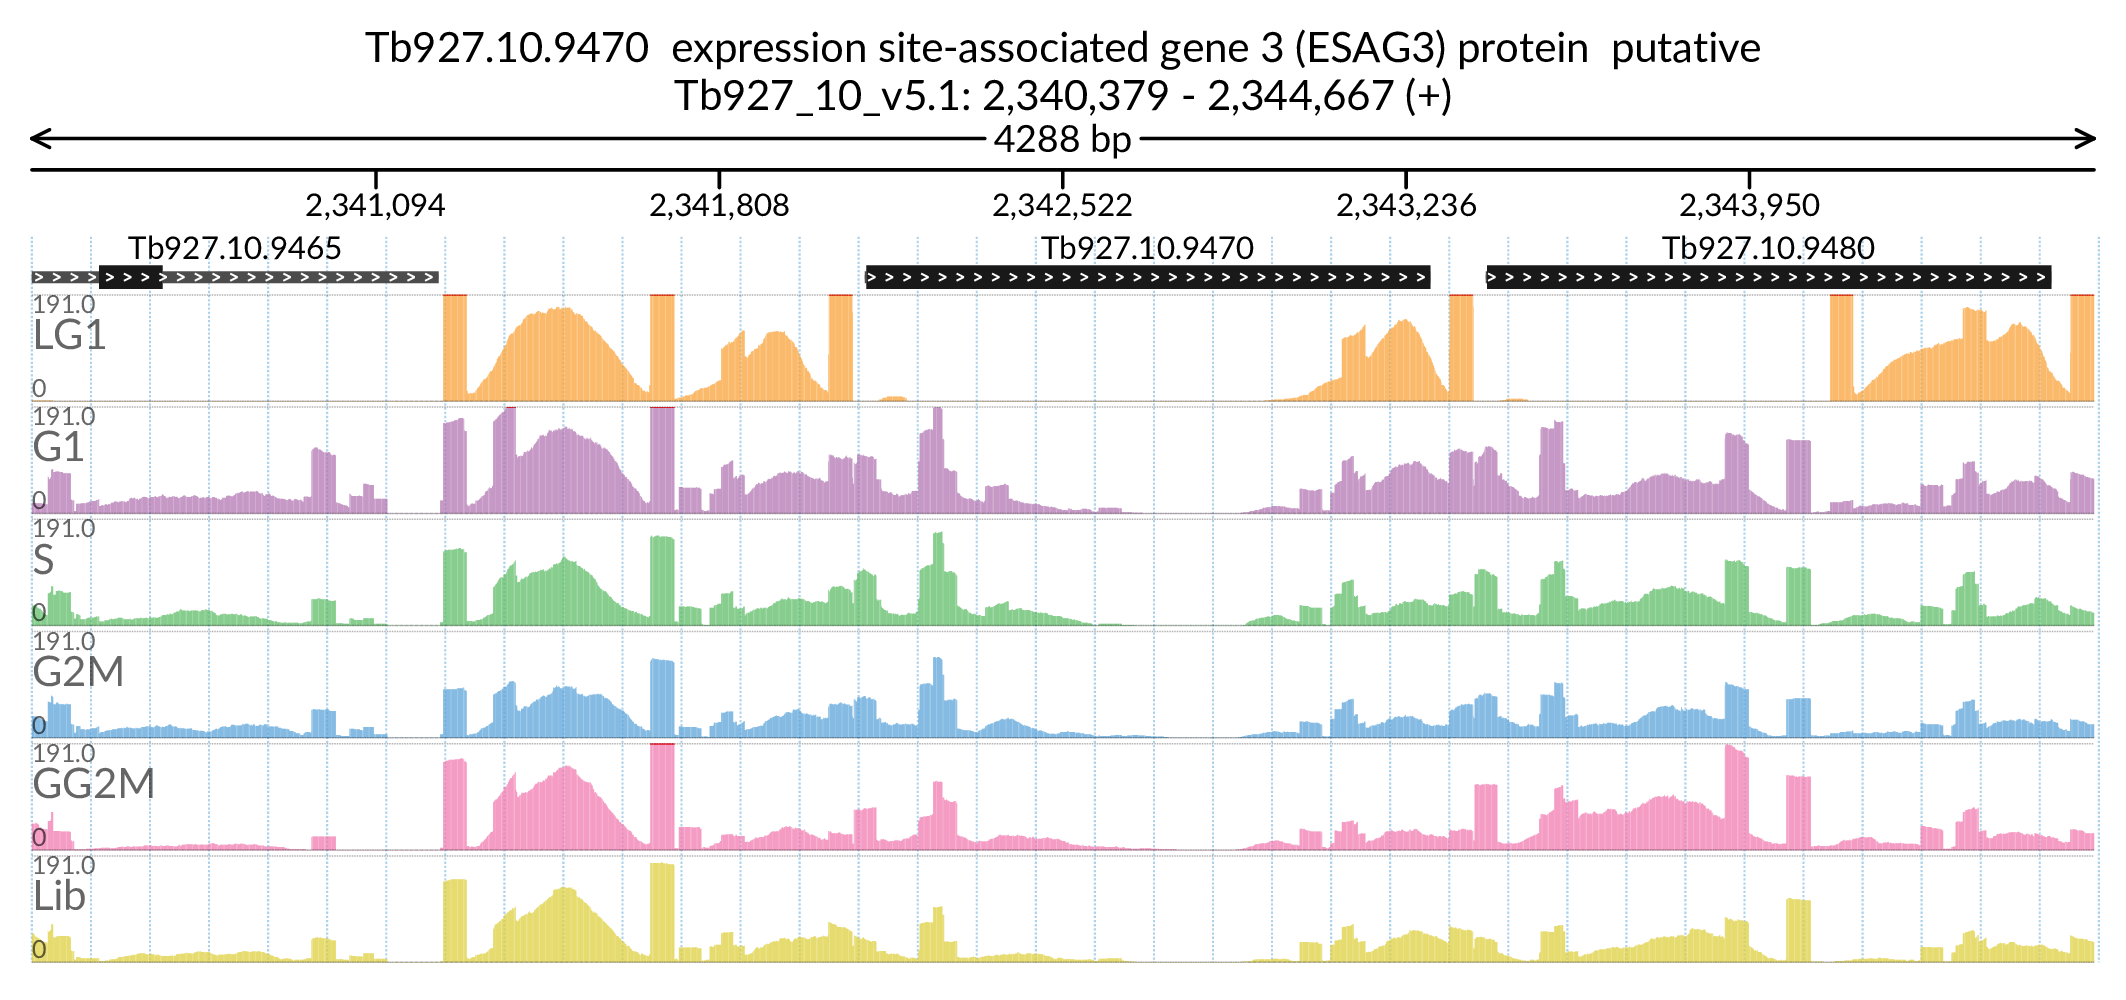 Tb927.10.9470 expression site-associated gene 3 (ESAG3) protein putative
Tb927_10_v5.1: 2,340,379 - 2,344,667 (+)
4288 bp
2,341,094 2,341,808 2,342,522 2,343,236 2,343,950
Tb927.10.9465 Tb927.10.9470 Tb927.10.9480
191.0
LG1
0
191.0
G1
0
191.0
S
0
191.0
G2M
0
191.0
GG2M
0
191.0
Lib
0